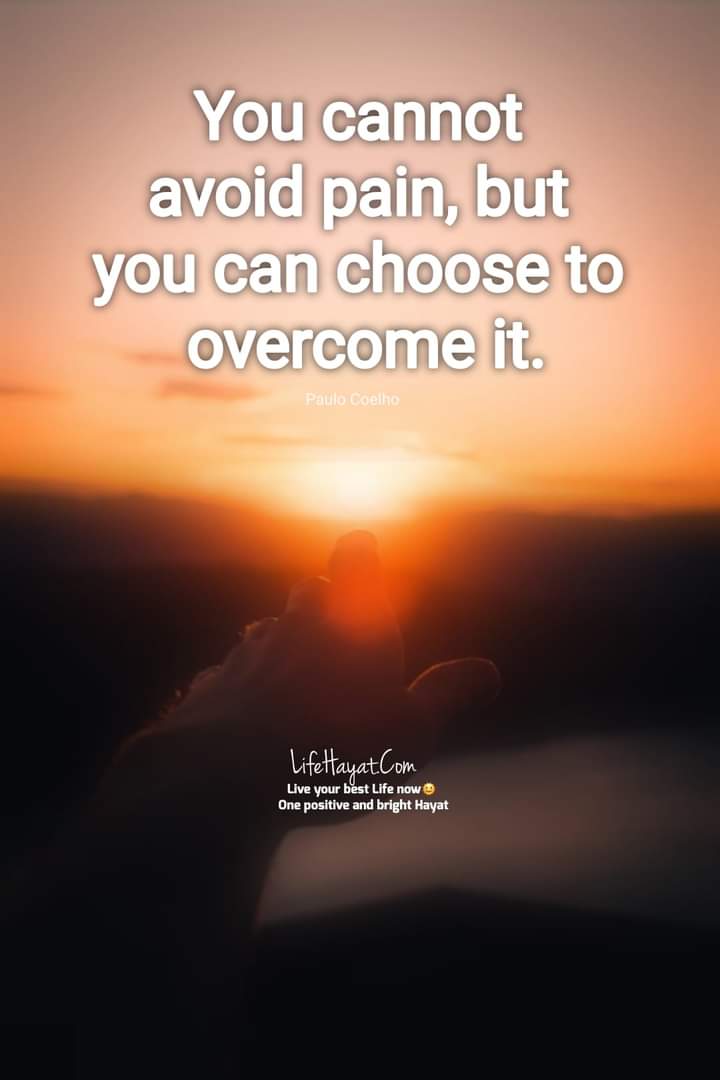 You cannot
avoid pain, but
you can choose to
overcome it.
Paulo Coelho
LifeHayat.Com
Live your best Life now😆
One positive and bright Hayat